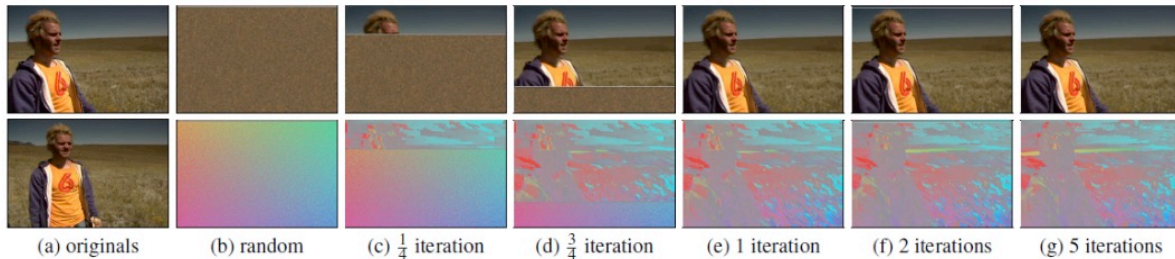 (a) originals (b) random (c) 1/4 iteration (d) 3/4 iteration (e) 1 iteration (f) 2 iterations (g) 5 iterations